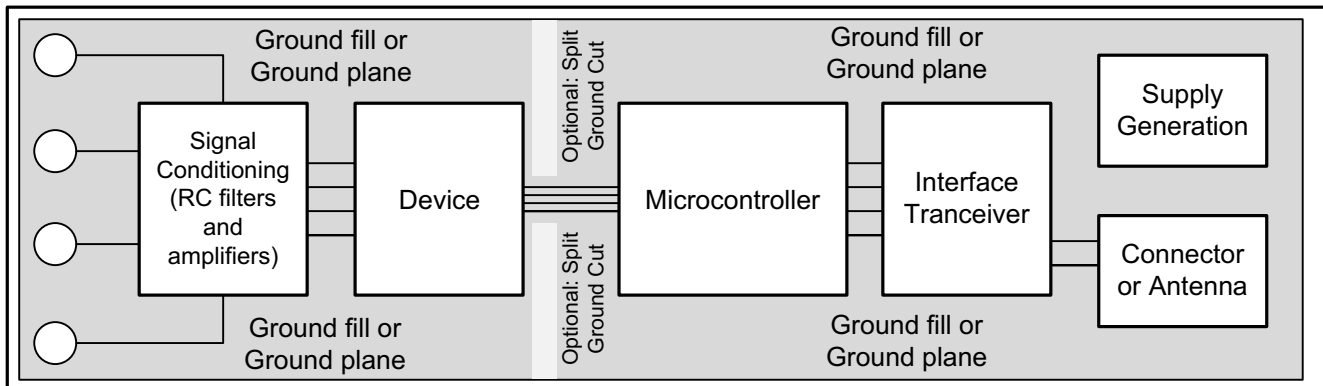 Ground fill or
Ground plane
Optional: Split
Ground Cut
Ground fill or
Ground plane
Supply
Generation
Signal
Conditioning
(RC filters
and
amplifiers)
Device
Microcontroller
Interface
Tranceiver
Connector
or Antenna
Ground fill or
Ground plane
Optional: Split
Ground Cut
Ground fill or
Ground plane